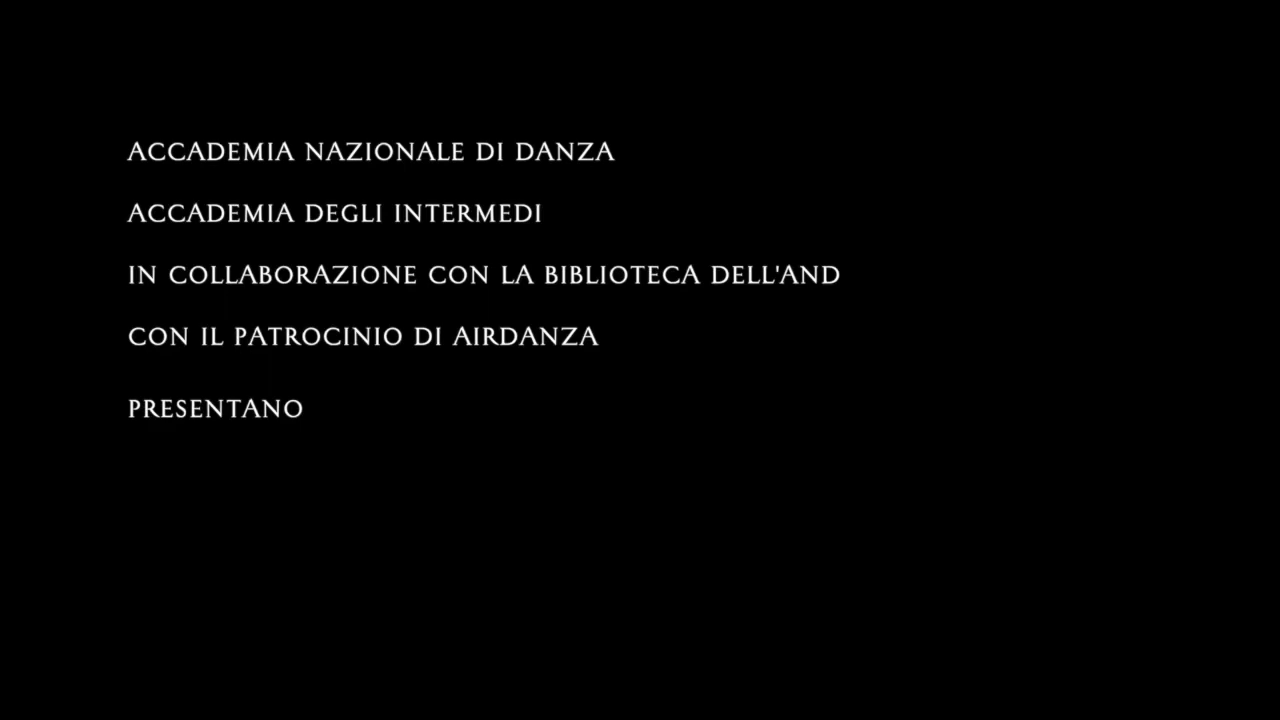 ACCADEMIA NAZIONALE DI DANZA
ACCADEMIA DEGLI INTERMEDI
IN COLLABORAZIONE CON LA BIBLIOTECA DELL'AND
CON IL PATROCINIO DI AIRDANZA
PRESENTANO